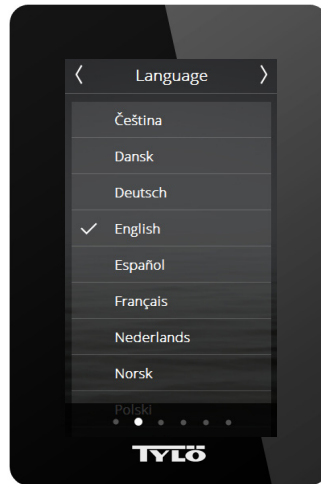 Language
Čeština
Dansk
Deutsch
English
Español
Français
Nederlands
Norsk
Polski
TYLÖ